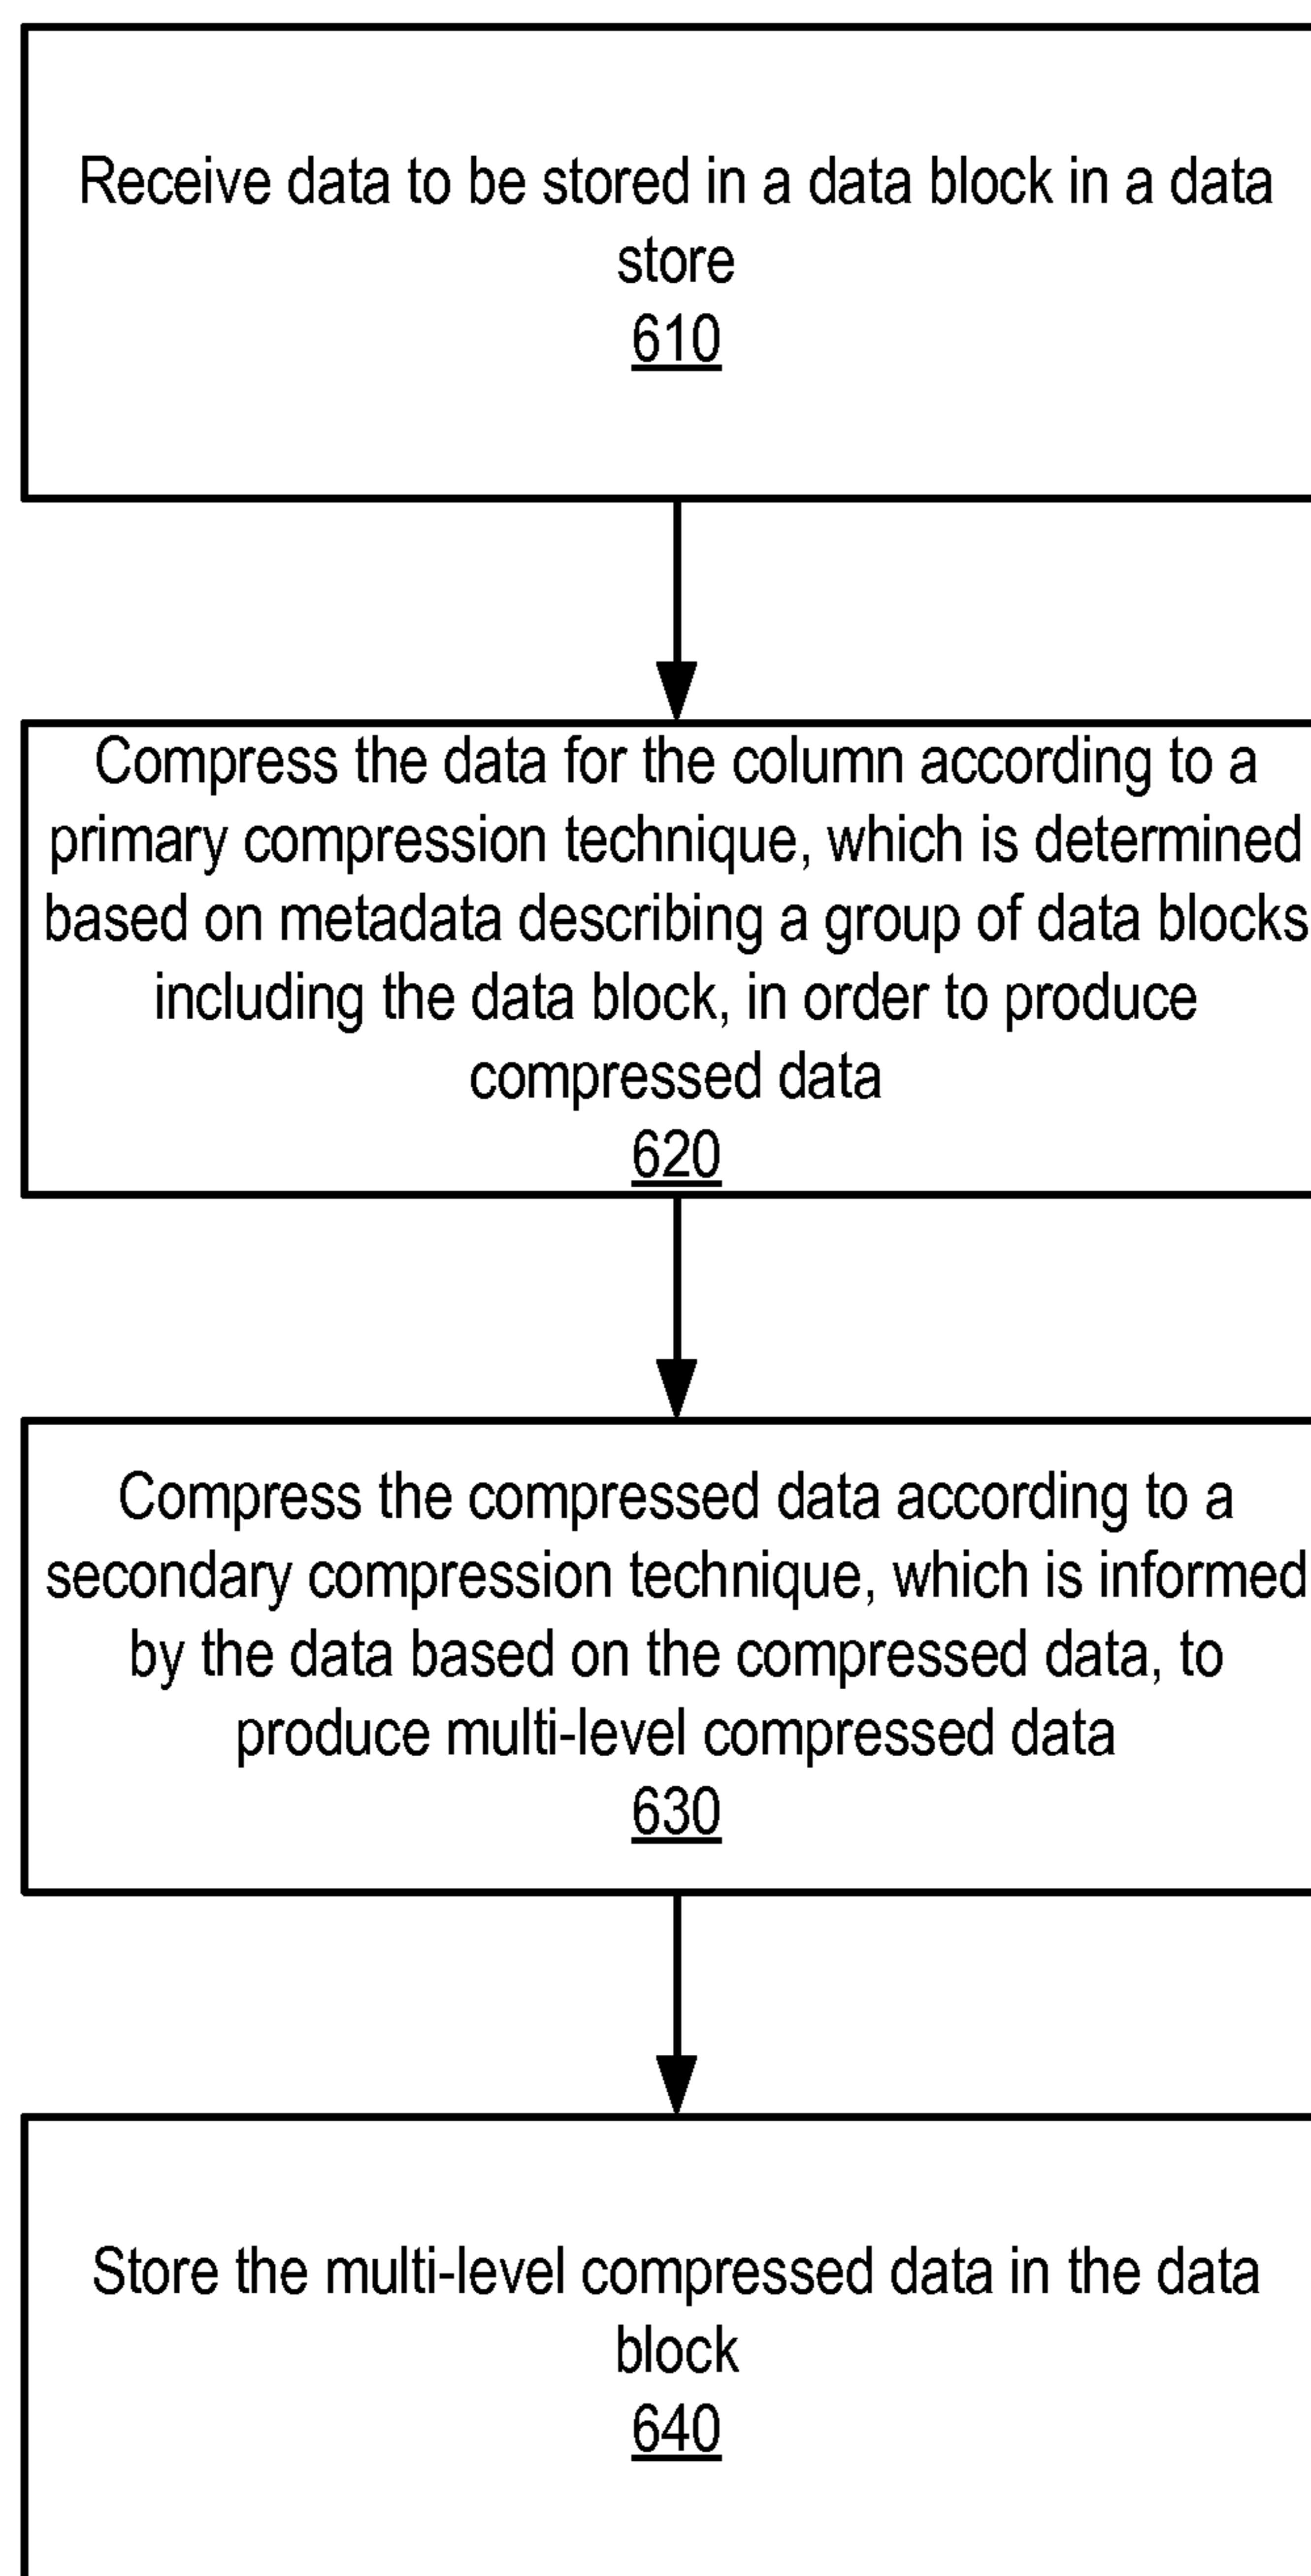 Receive data to be stored in a data block in a data
store
610
Compress the data for the column according to a
primary compression technique, which is determined
based on metadata describing a group of data blocks
including the data block, in order to produce
compressed data
620
Compress the compressed data according to a
secondary compression technique, which is informed
by the data based on the compressed data, to
produce multi-level compressed data
630
Store the multi-level compressed data in the data
block
640